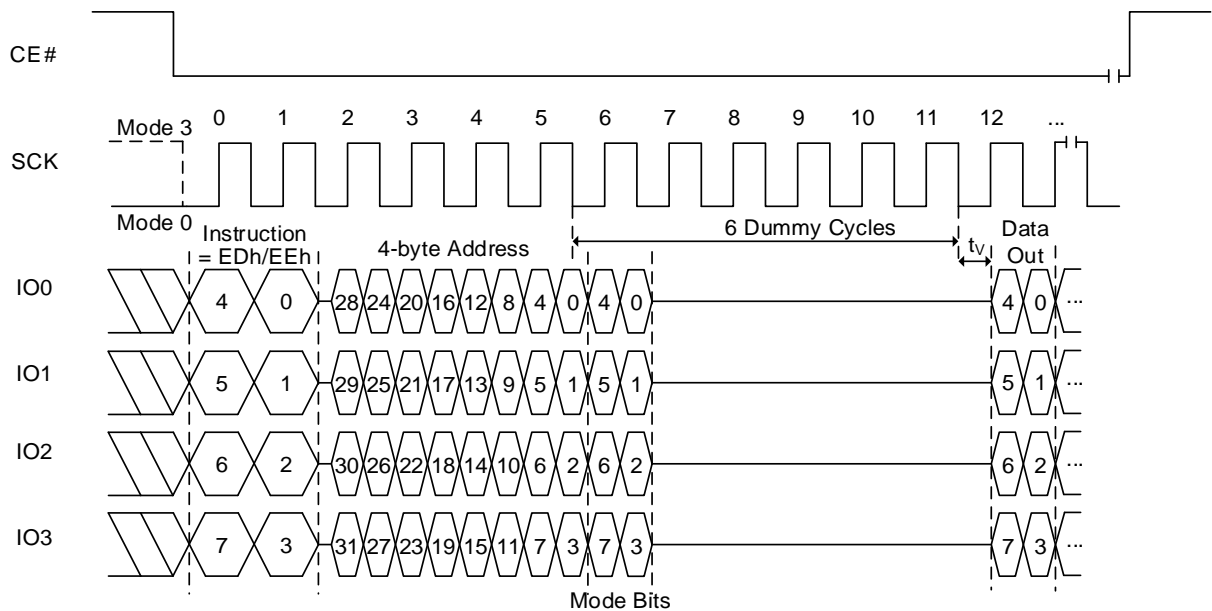 CE#
0 1 2 3 4 5 6 7 8 9 10 11 12 ...
Mode 3
SCK
Mode 0
Instruction
= EDh/EEh
4-byte Address
6 Dummy Cycles
tV
Data
Out
IO0 4 0 28 24 20 16 12 8 4 0 4 0 4 0 ...
IO1 5 1 29 25 21 17 13 9 5 1 5 1 5 1 ...
IO2 6 2 30 26 22 18 14 10 6 2 6 2 6 2 ...
IO3 7 3 31 27 23 19 15 11 7 3 7 3 7 3 ...
Mode Bits